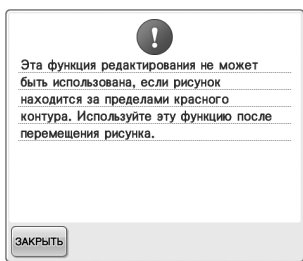 Эта функция редактирования не может
быть использована, если рисунок
находится за пределами красного
контура. Используйте эту функцию после
перемещения рисунка.
ЗАКРЫТЬ